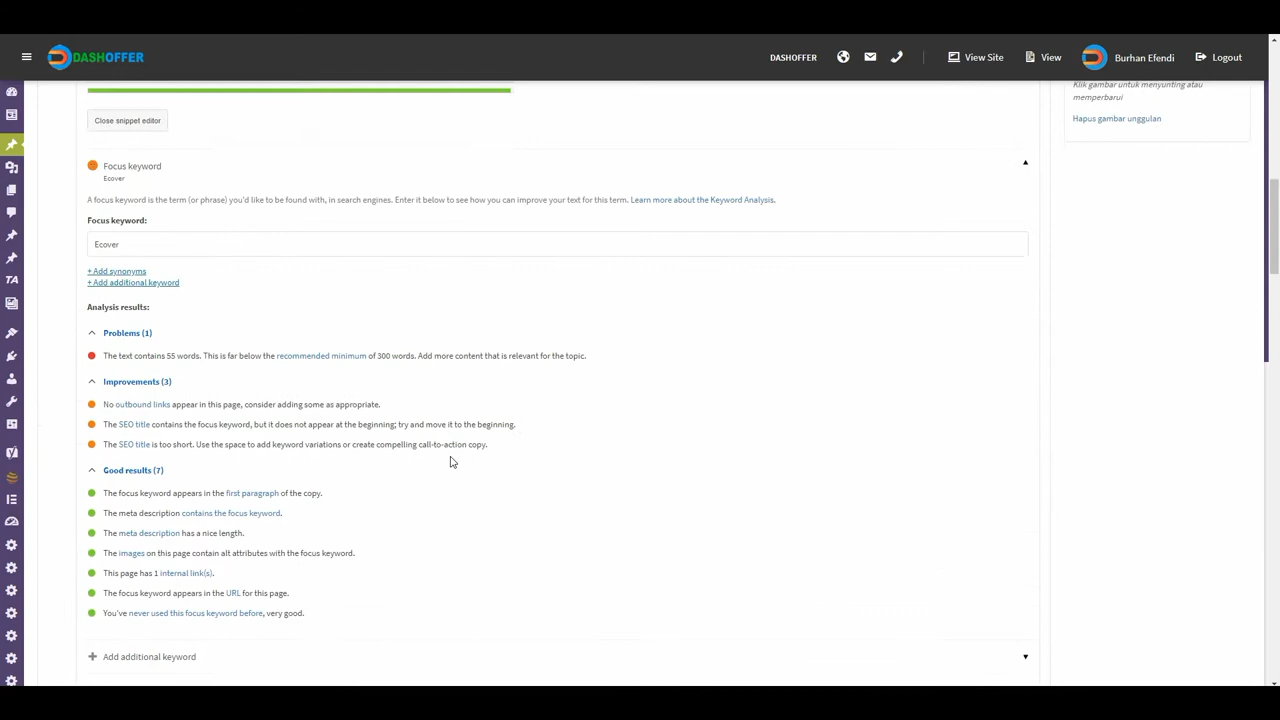 DASHOFFER
DASHOFFER
View Site
View
Burhan Efendi
Logout
Klik gambar untuk menyunting atau
memperbarui
Hapus gambar unggulan
Close snippet editor
Focus keyword
Ecover
A focus keyword is the term (or phrase) you'd like to be found with, in search engines. Enter it below to see how you can improve your text for this term. Learn more about the Keyword Analysis.
Focus keyword:
Ecover
+ Add synonyms
+ Add additional keyword
Analysis results:
Problems (1)
The text contains 55 words. This is far below the recommended minimum of 300 words. Add more content that is relevant for the topic.
Improvements (3)
No outbound links appear in this page, consider adding some as appropriate.
The SEO title contains the focus keyword, but it does not appear at the beginning; try and move it to the beginning.
The SEO title is too short. Use the space to add keyword variations or create compelling call-to-action copy.
Good results (7)
The focus keyword appears in the first paragraph of the copy.
The meta description contains the focus keyword.
The meta description has a nice length.
The images on this page contain alt attributes with the focus keyword.
This page has 1 internal link(s).
The focus keyword appears in the URL for this page.
You've never used this focus keyword before, very good.
Add additional keyword
TA